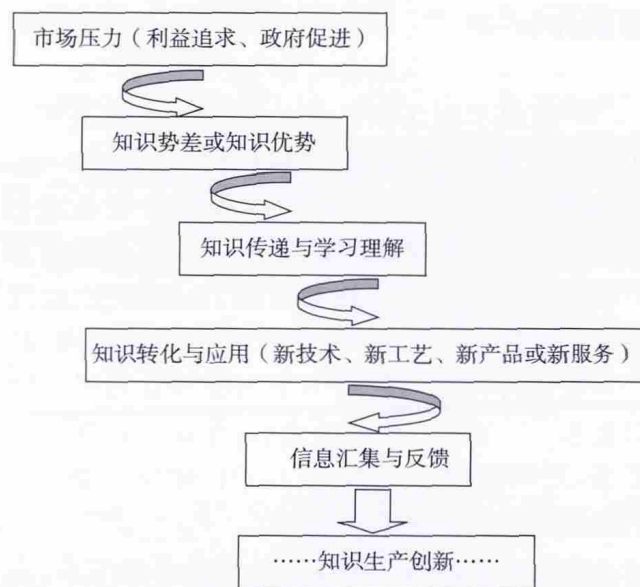 市场压力（利益追求、政府促进）
知识势差或知识优势
知识传递与学习理解
知识转化与应用（新技术、新工艺、新产品或新服务）
信息汇集与反馈
……知识生产创新……